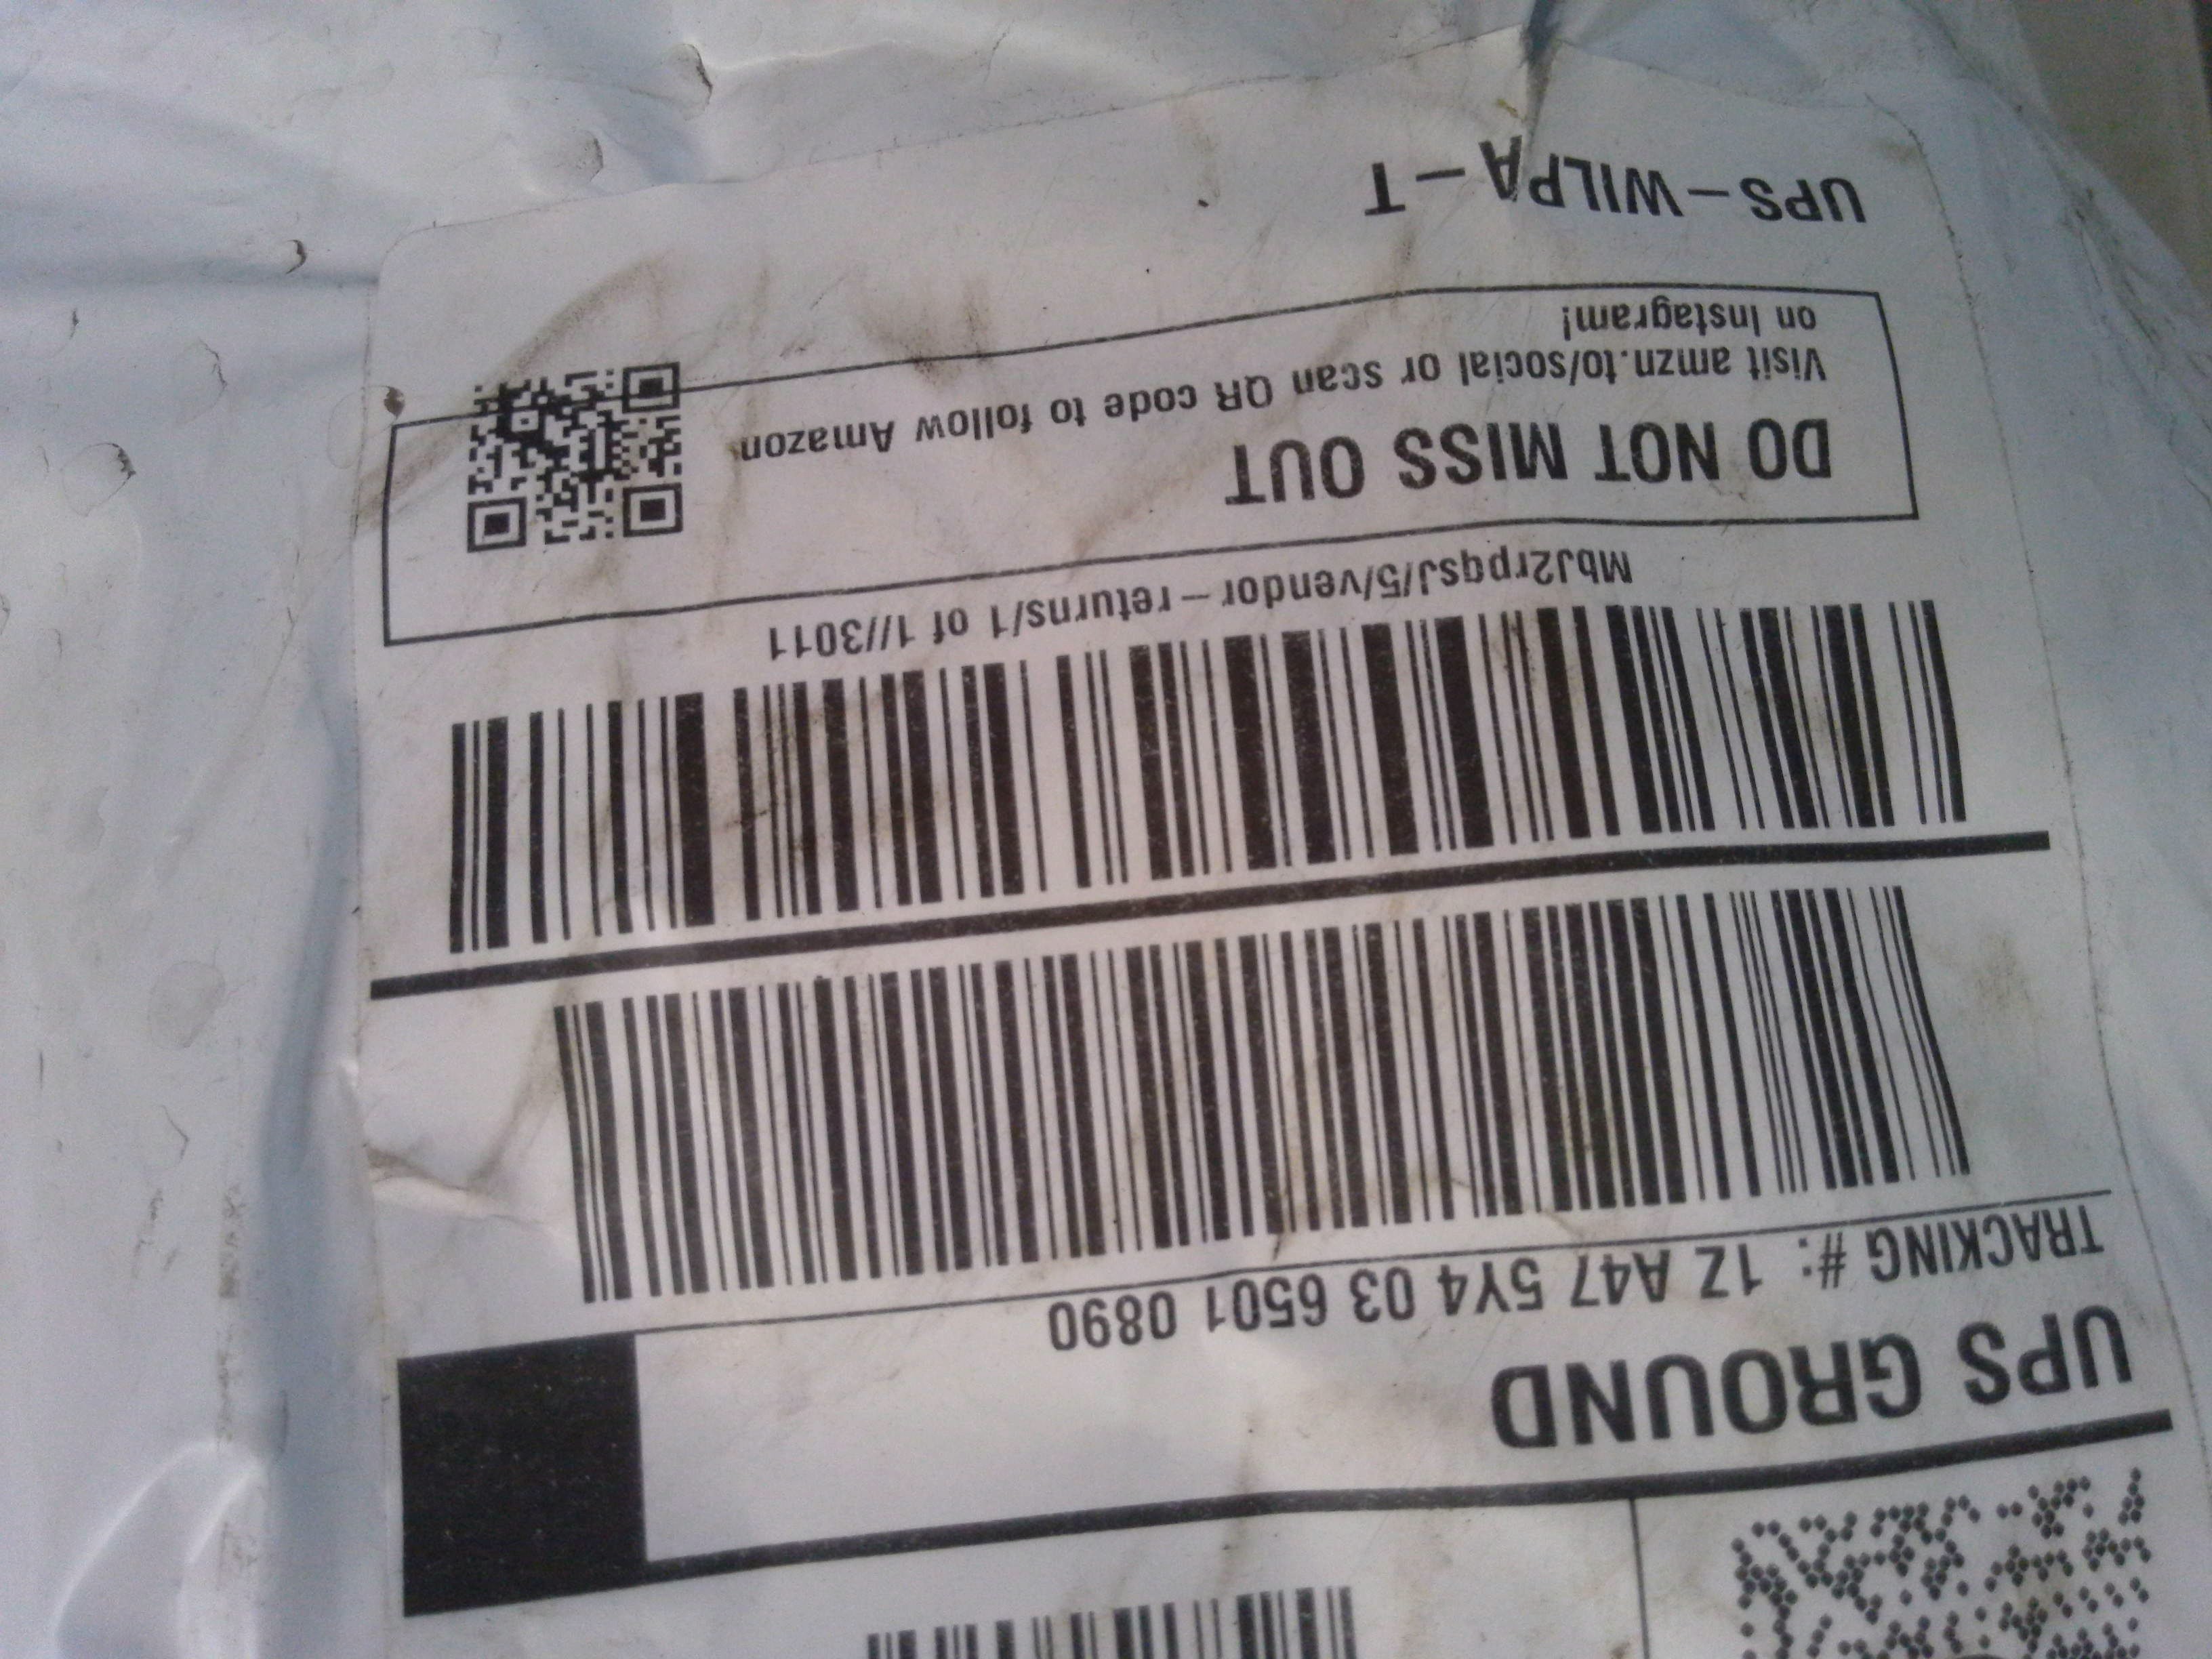 UPS GROUND
TRACKING #: 1Z A47 5Y4 03 6501 0890
MbJ2rpqsJ/5/vendor-returns/1 of 1//3011
DO NOT MISS OUT
Visit amzn.to/social or scan QR code to follow Amazon
on Instagram!
UPS-WILPA-T